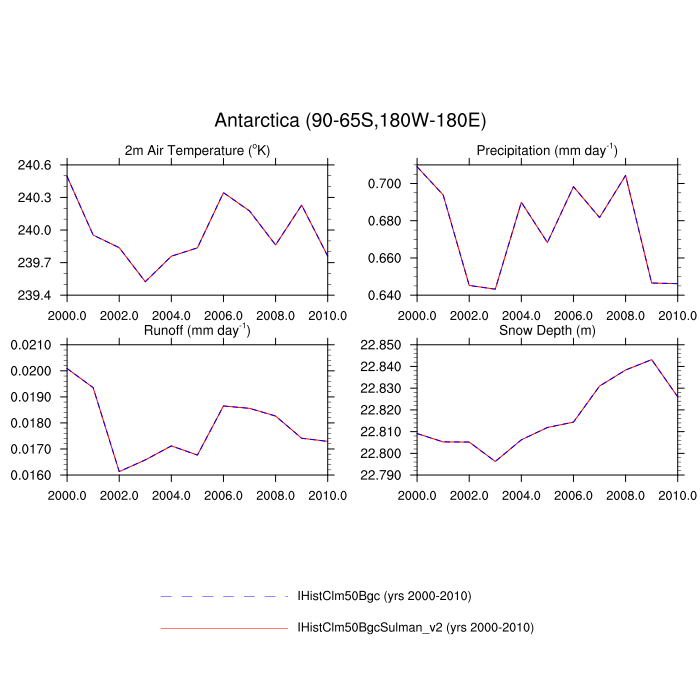 Antarctica (90-65S,180W-180E)
2m Air Temperature (°K)
240.6
240.3
240.0
239.7
239.4
2000.0 2002.0 2004.0 2006.0 2008.0 2010.0
Precipitation (mm day⁻¹)
0.700
0.680
0.660
0.640
2000.0 2002.0 2004.0 2006.0 2008.0 2010.0
Runoff (mm day⁻¹)
0.0210
0.0200
0.0190
0.0180
0.0170
0.0160
2000.0 2002.0 2004.0 2006.0 2008.0 2010.0
Snow Depth (m)
22.850
22.840
22.830
22.820
22.810
22.800
22.790
2000.0 2002.0 2004.0 2006.0 2008.0 2010.0
IHistClm50Bgc (yrs 2000-2010)
IHistClm50BgcSulman_v2 (yrs 2000-2010)